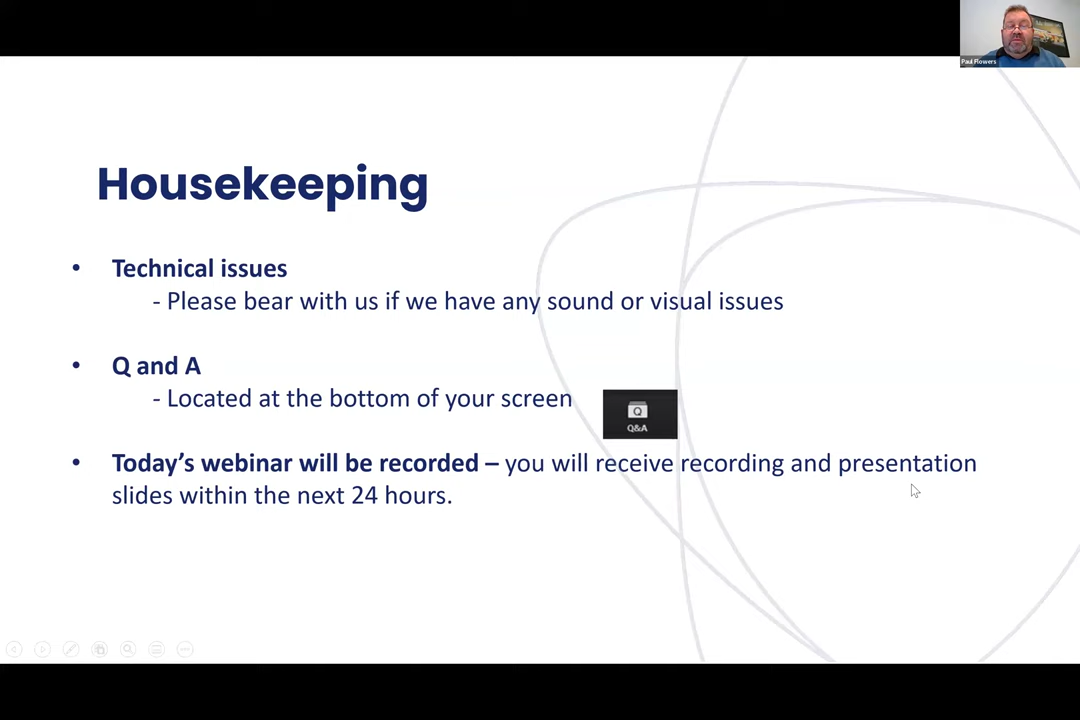 Paul Flowers
Housekeeping
• Technical issues
- Please bear with us if we have any sound or visual issues
• Q and A
- Located at the bottom of your screen
Q
Q&A
• Today’s webinar will be recorded – you will receive recording and presentation
slides within the next 24 hours.